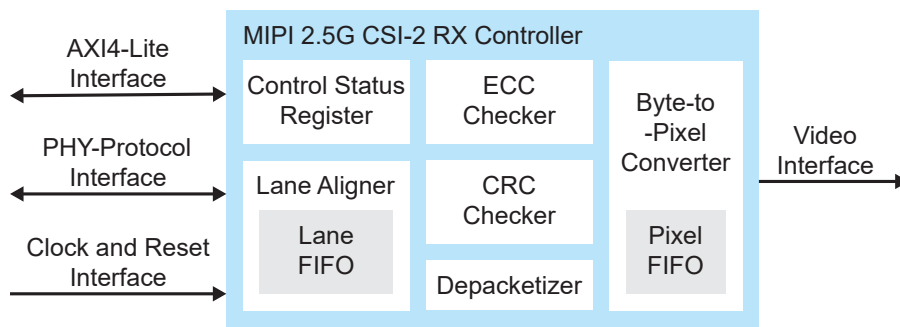 MIPI 2.5G CSI-2 RX Controller
AXI4-Lite
Interface
PHY-Protocol
Interface
Clock and Reset
Interface
Control Status
Register
Lane Aligner
Lane
FIFO
ECC
Checker
CRC
Checker
Depacketizer
Byte-to
-Pixel
Converter
Pixel
FIFO
Video
Interface